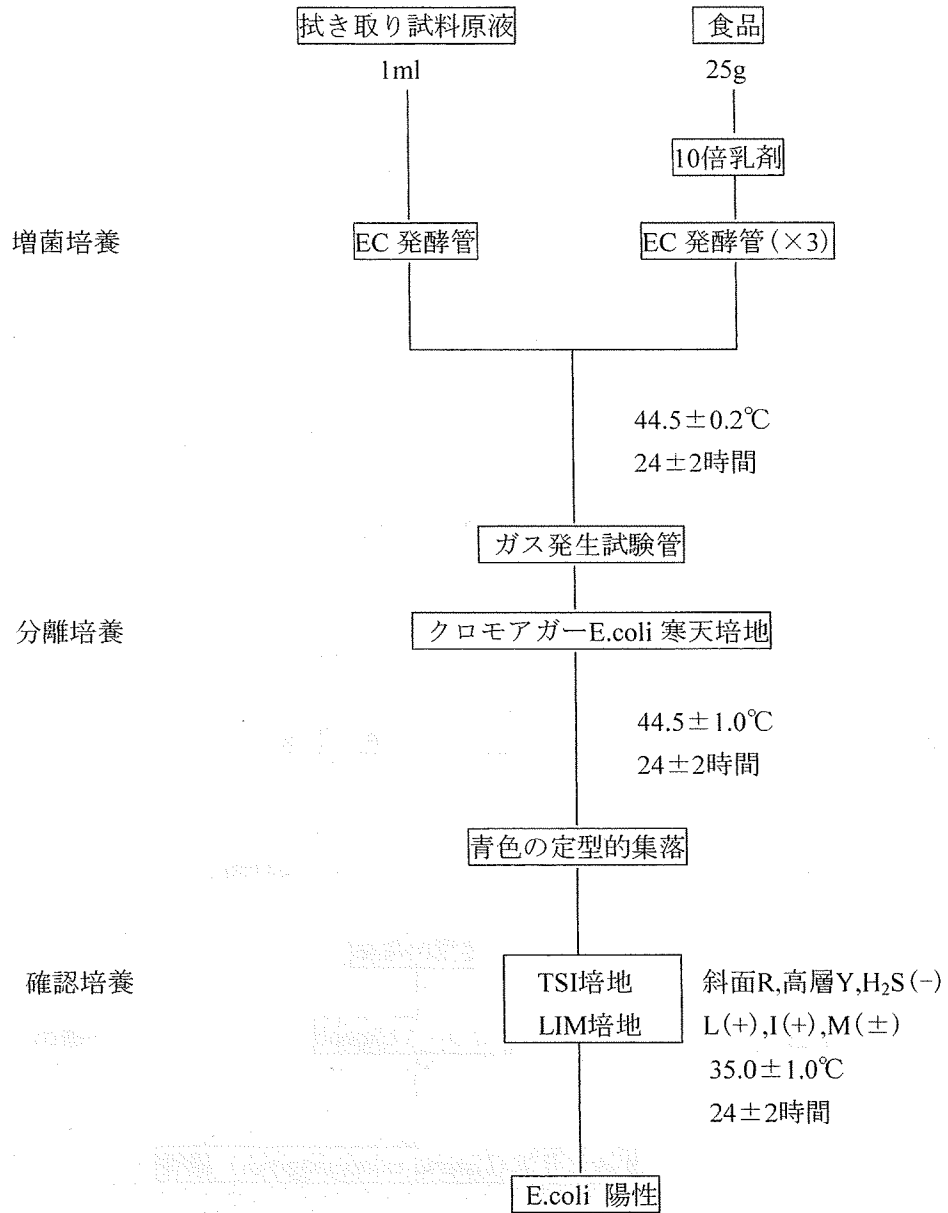 拭き取り試料原液
食品
1ml
25g
10倍乳剤
増菌培養
EC 発酵管
EC 発酵管(×3)
44.5±0.2℃
24±2時間
ガス発生試験管
分離培養
クロモアガーE.coli 寒天培地
44.5±1.0℃
24±2時間
青色の定型的集落
確認培養
TSI培地
斜面R,高層Y,H₂S(-)
LIM培地
L(+),I(+),M(±)
35.0±1.0℃
24±2時間
E.coli 陽性